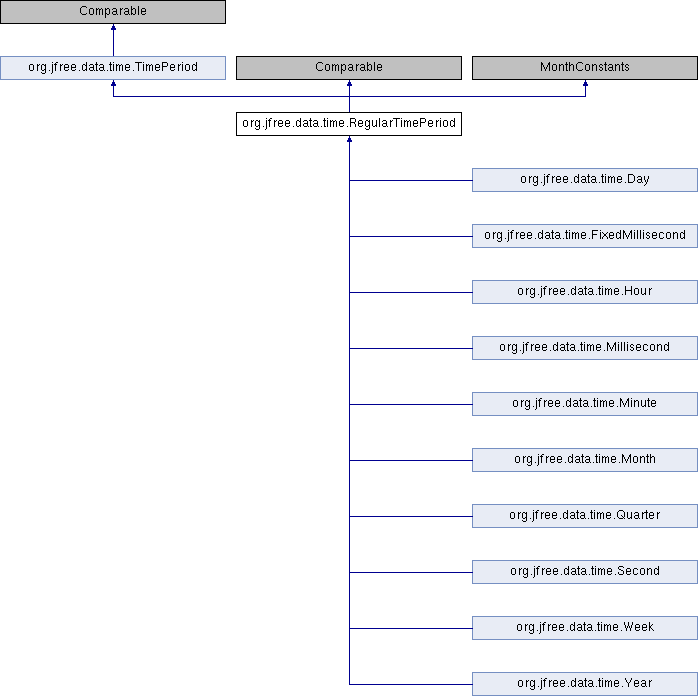 Comparable
org.jfree.data.time.TimePeriod
Comparable
MonthConstants
org.jfree.data.time.RegularTimePeriod
org.jfree.data.time.Day
org.jfree.data.time.FixedMillisecond
org.jfree.data.time.Hour
org.jfree.data.time.Millisecond
org.jfree.data.time.Minute
org.jfree.data.time.Month
org.jfree.data.time.Quarter
org.jfree.data.time.Second
org.jfree.data.time.Week
org.jfree.data.time.Year